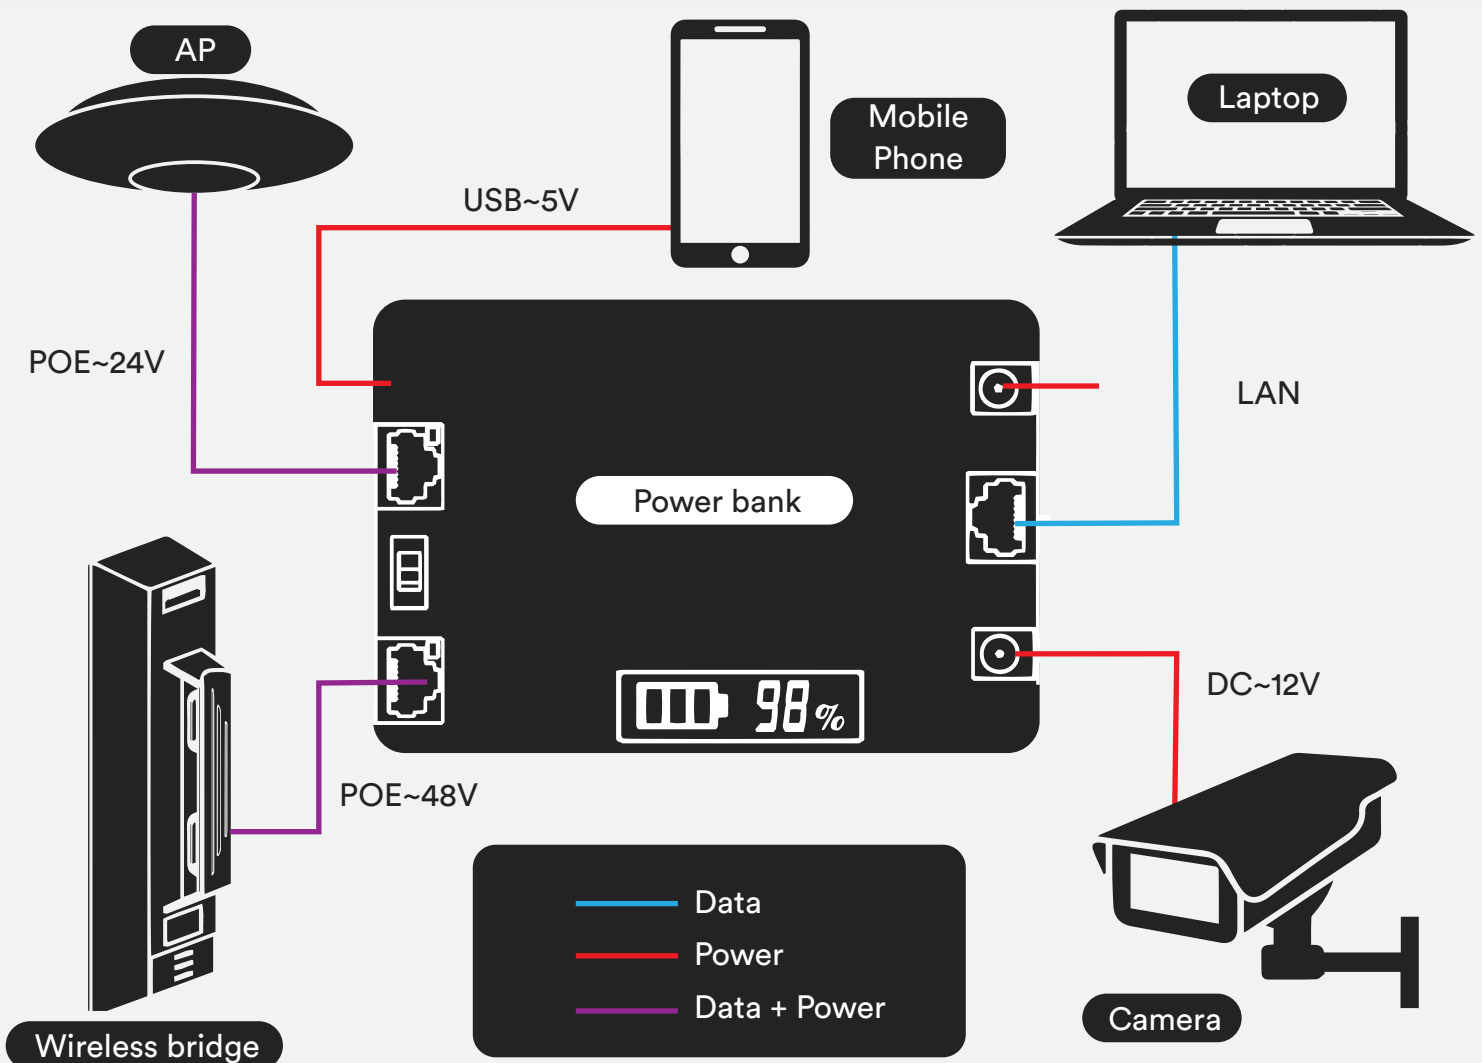 AP
Mobile
Phone
Laptop
USB~5V
POE~24V
LAN
Power bank
98%
DC~12V
POE~48V
Data
Power
Data + Power
Camera
Wireless bridge